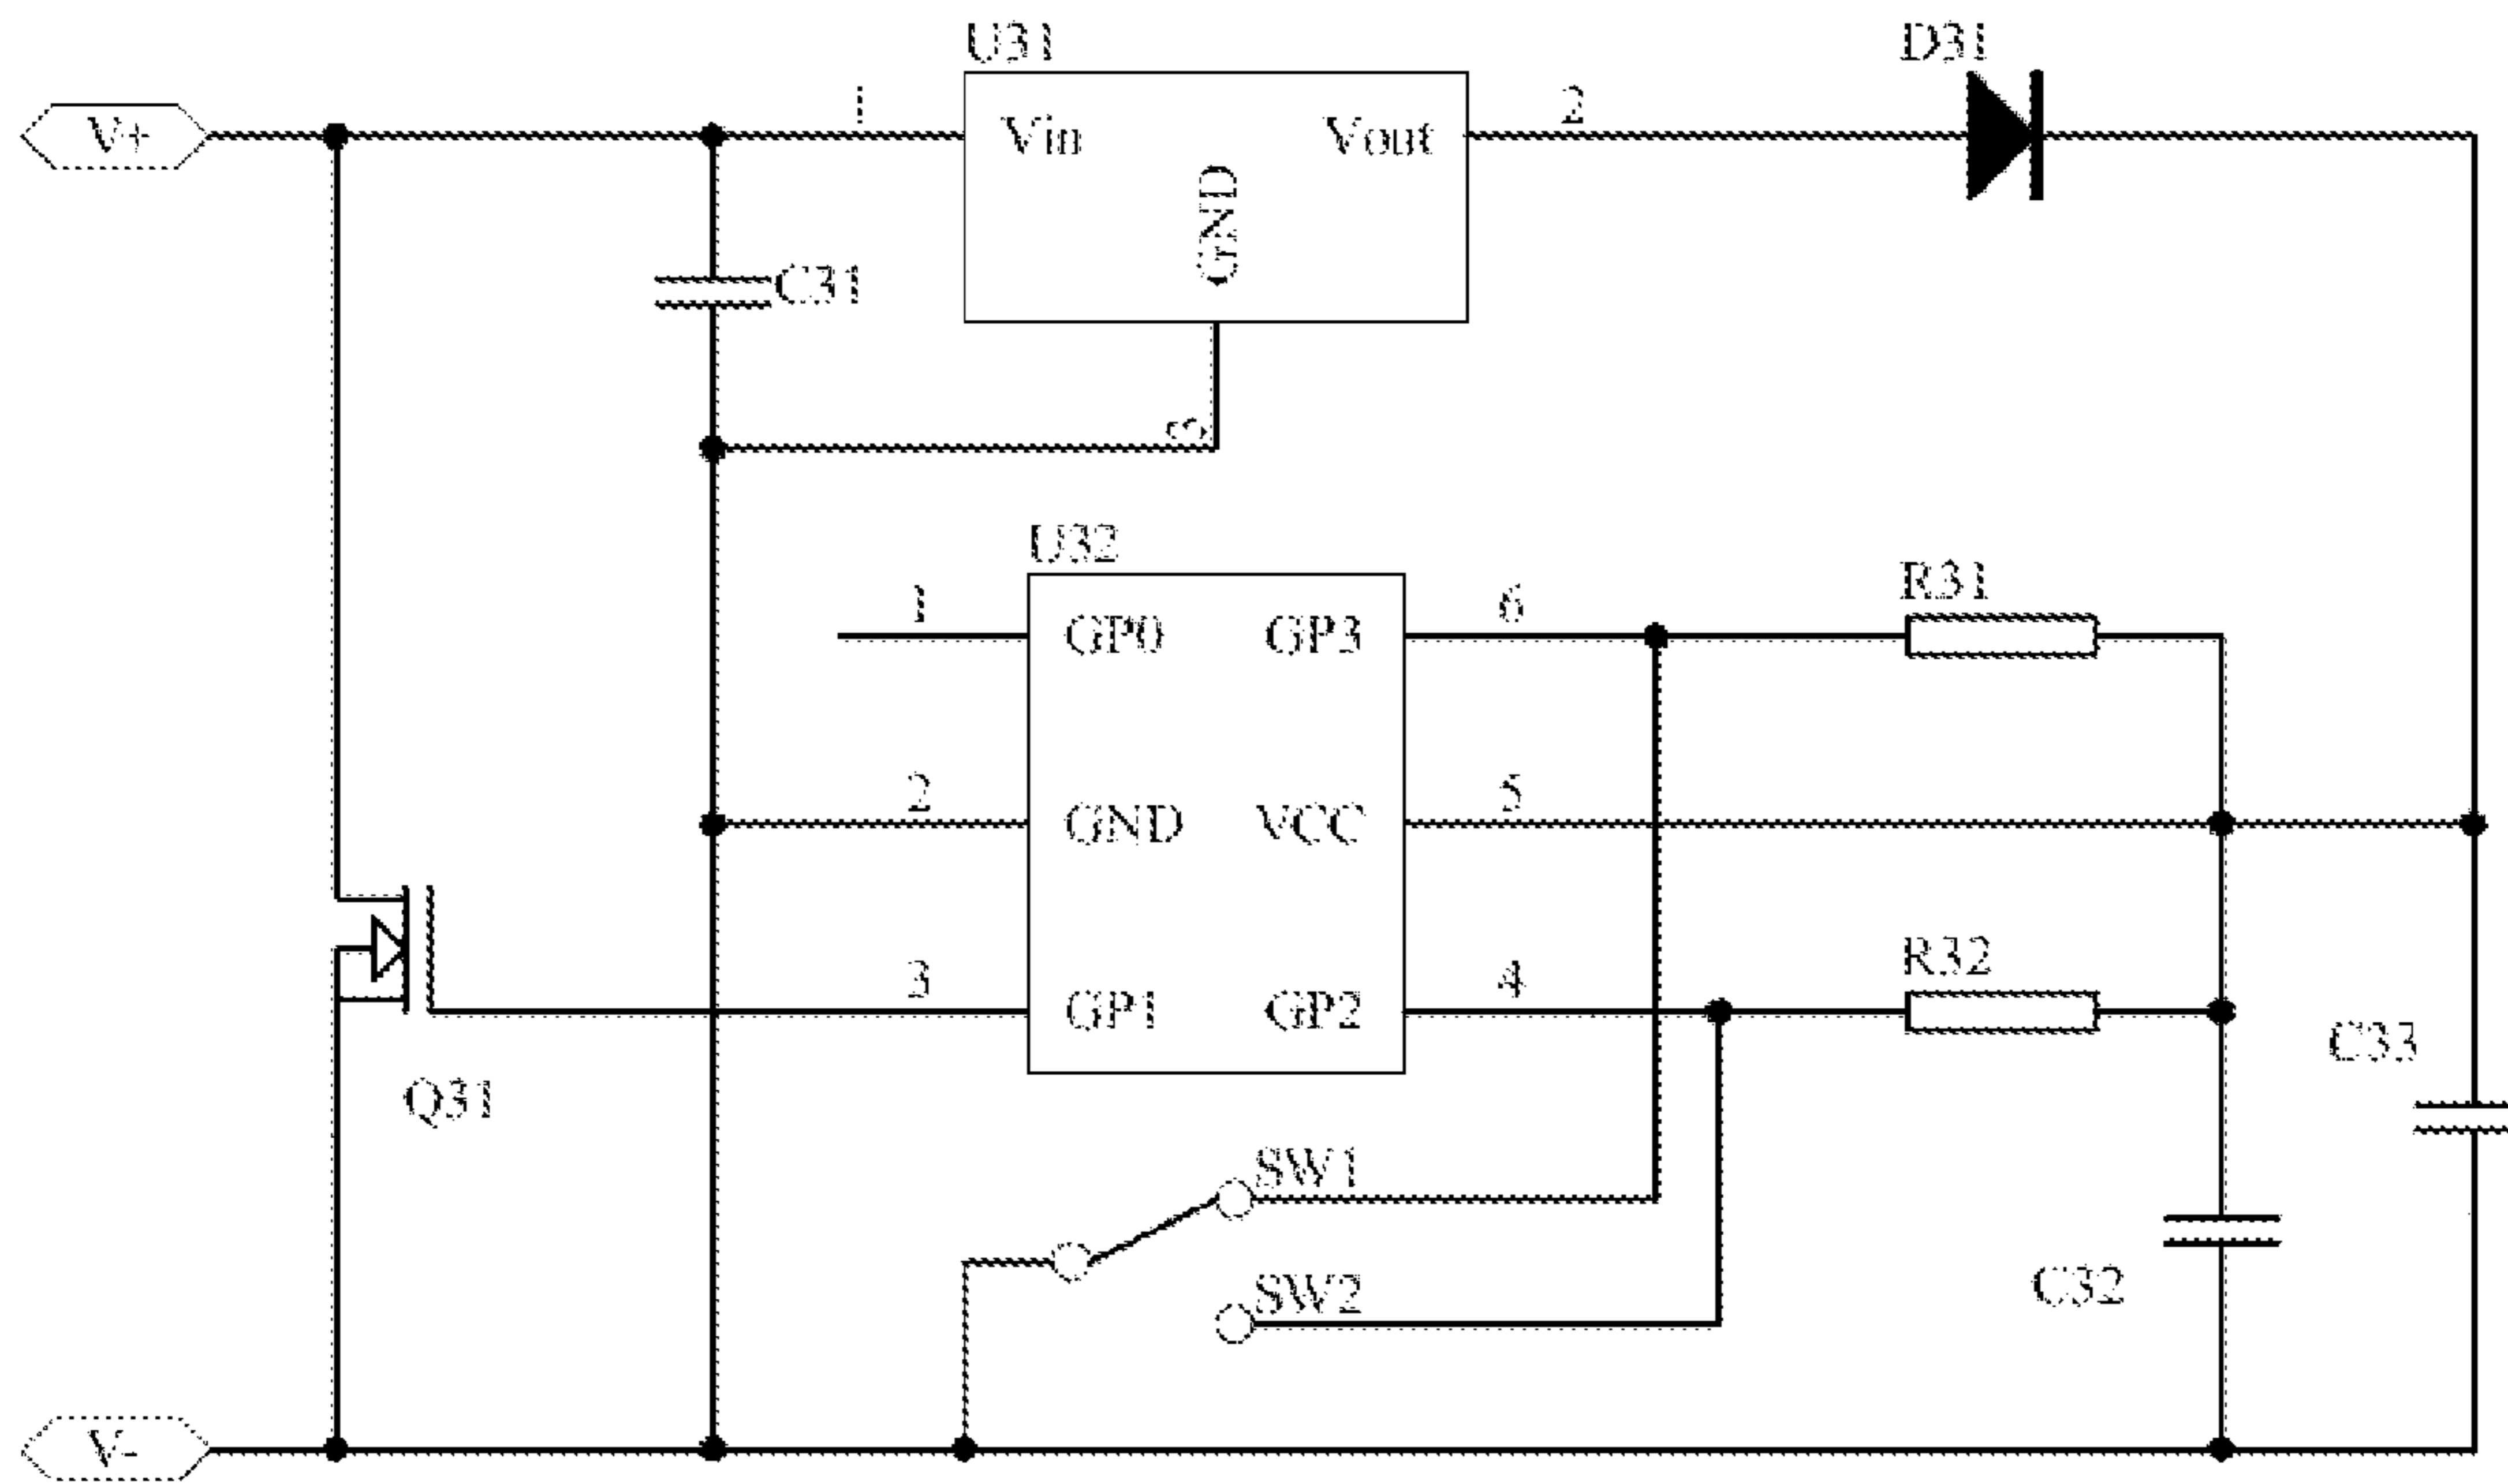 U31
D31
V+
1
Vin
Vout
2
GND
C31
3
U32
1
GP0
GP3
6
R31
2
GND
VCC
5
3
GP1
GP2
4
R32
C33
Q31
SW1
SW2
C32
V-